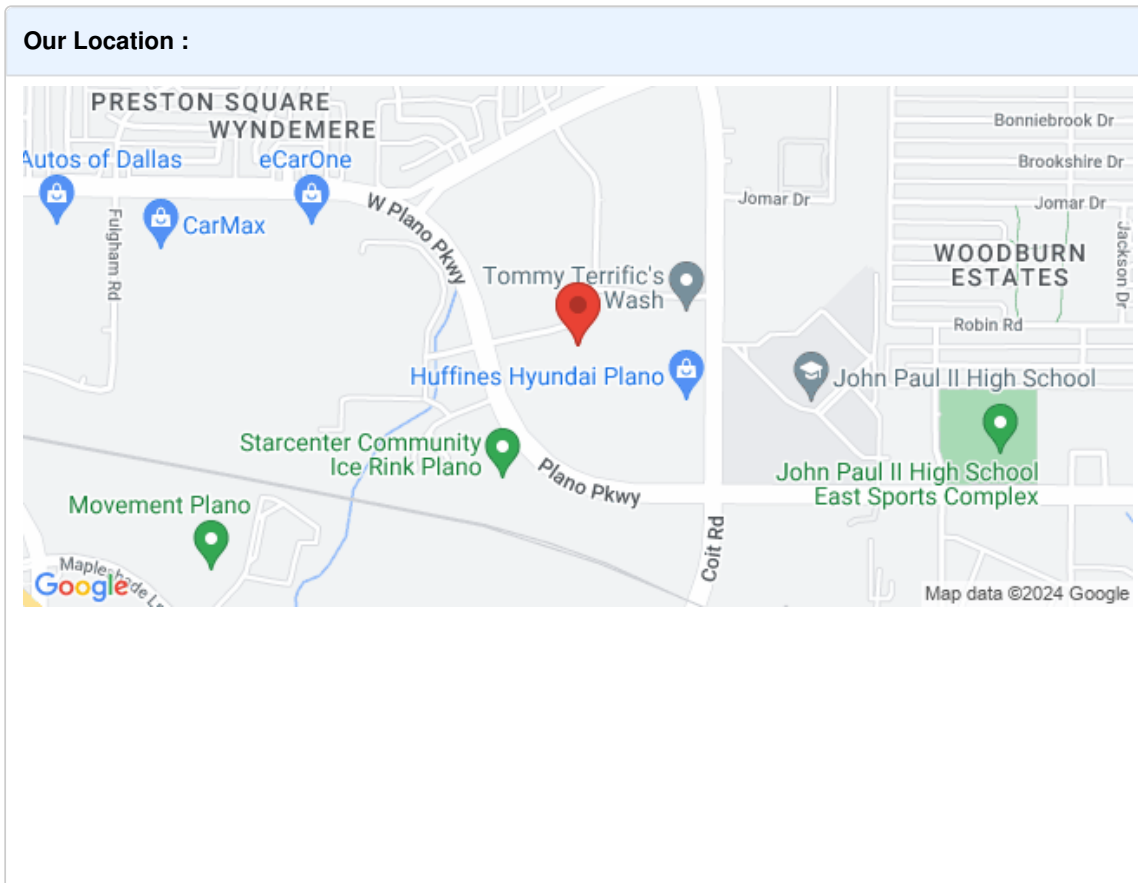 Our Location :
PRESTON SQUARE
WYNDEMERE
Autos of Dallas
eCarOne
CarMax
Fulgham Rd
W Plano Pkwy
Bonniebrook Dr
Brookshire Dr
Jomar Dr
Jomar Dr
Jackson Dr
WOODBURN
ESTATES
Tommy Terrific's
Wash
Robin Rd
Huffines Hyundai Plano
John Paul II High School
Starcenter Community
Ice Rink Plano
Plano Pkwy
John Paul II High School
East Sports Complex
Movement Plano
Coit Rd
Mapleshade Ln
Google
Map data ©2024 Google